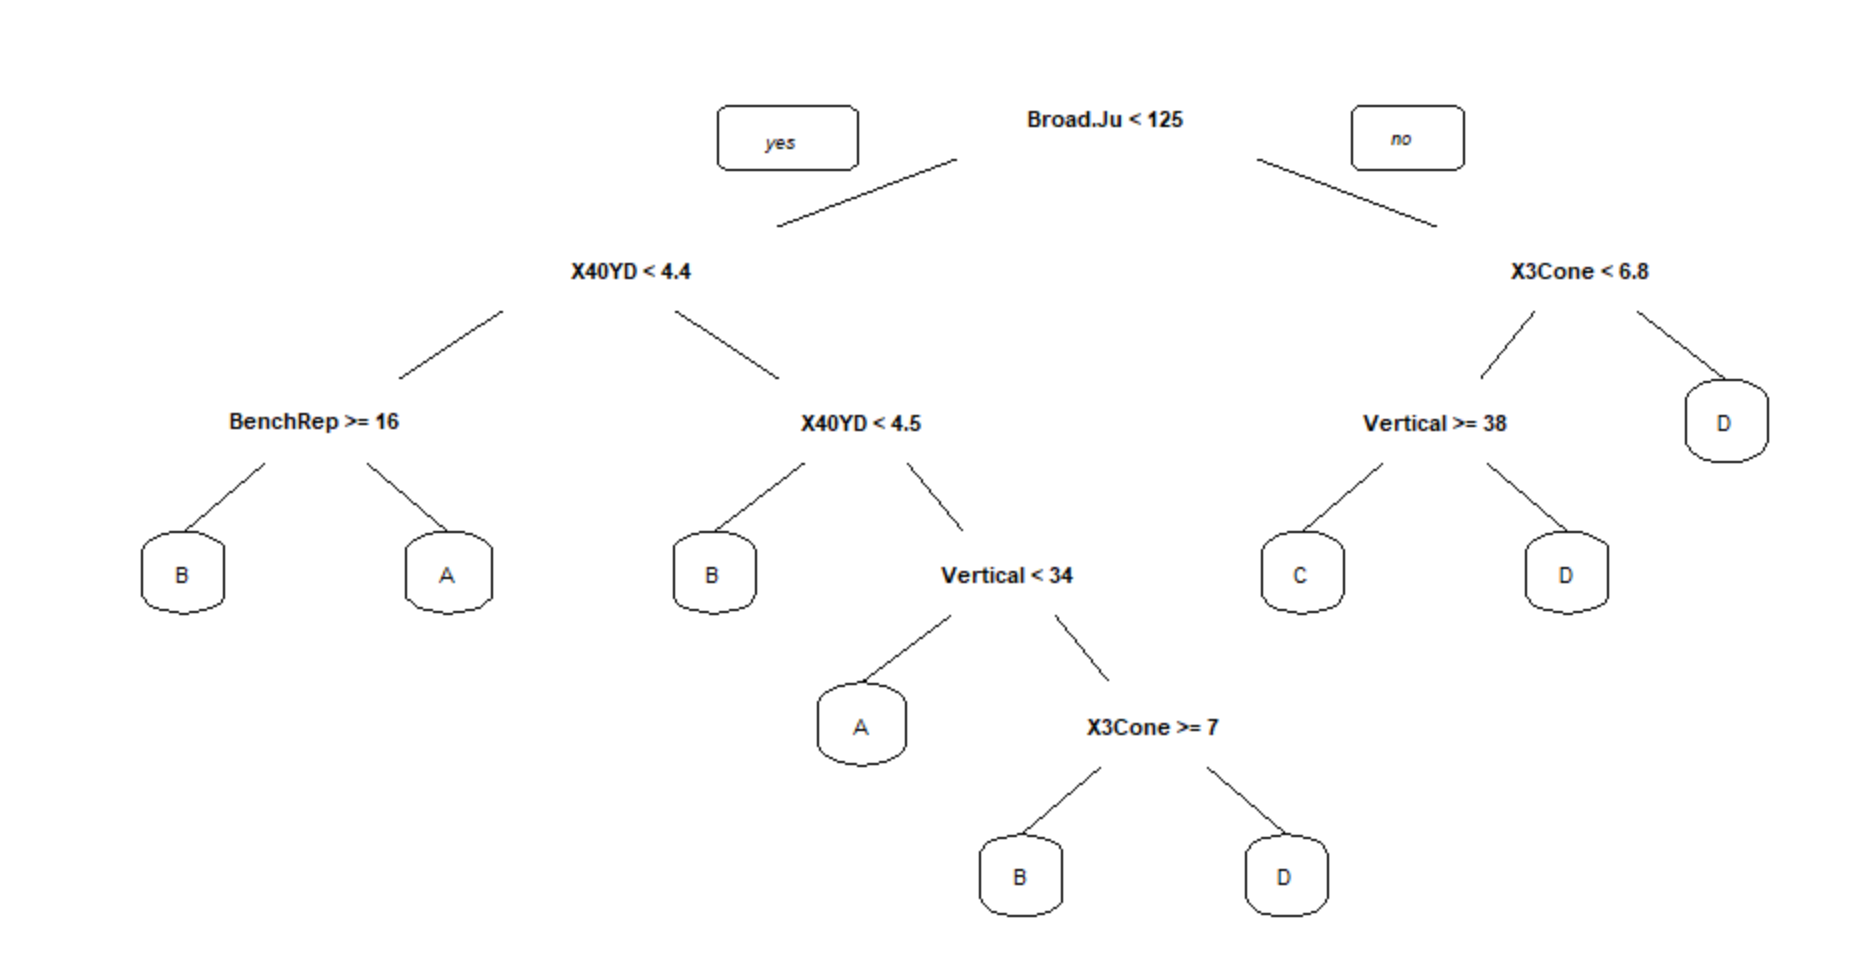 Broad.Ju < 125
yes
no
X40YD < 4.4
X3Cone < 6.8
BenchRep >= 16
X40YD < 4.5
Vertical >= 38
D
B
A
B
Vertical < 34
C
D
A
X3Cone >= 7
B
D